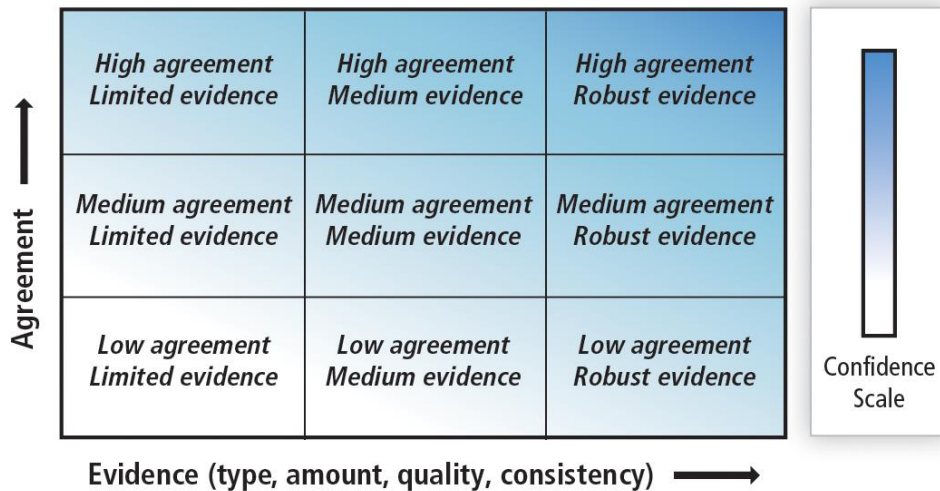 High agreement
Limited evidence
High agreement
Medium evidence
High agreement
Robust evidence
Medium agreement
Limited evidence
Medium agreement
Medium evidence
Medium agreement
Robust evidence
Low agreement
Limited evidence
Low agreement
Medium evidence
Low agreement
Robust evidence
Agreement
Evidence (type, amount, quality, consistency)
Confidence
Scale